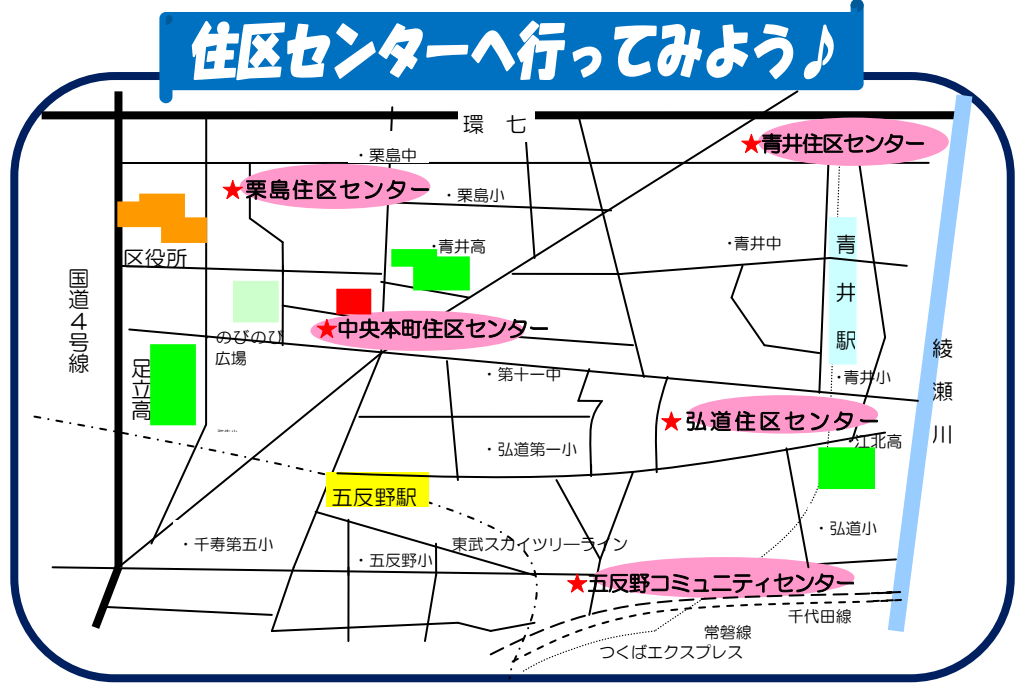 住区センターへ行ってみよう♪
環 七
★青井住区センター
・栗島中
★栗島住区センター
・栗島小
・青井高
・青井中
青井駅
区役所
国道4号線
のびのび
広場
★中央本町住区センター
足立高
・第十一中
・青井小
綾瀬川
★弘道住区センター
江北高
・弘道第一小
五反野駅
・弘道小
・千寿第五小
・五反野小
東武スカイツリーライン
★五反野コミュニティセンター
千代田線
常磐線
つくばエクスプレス